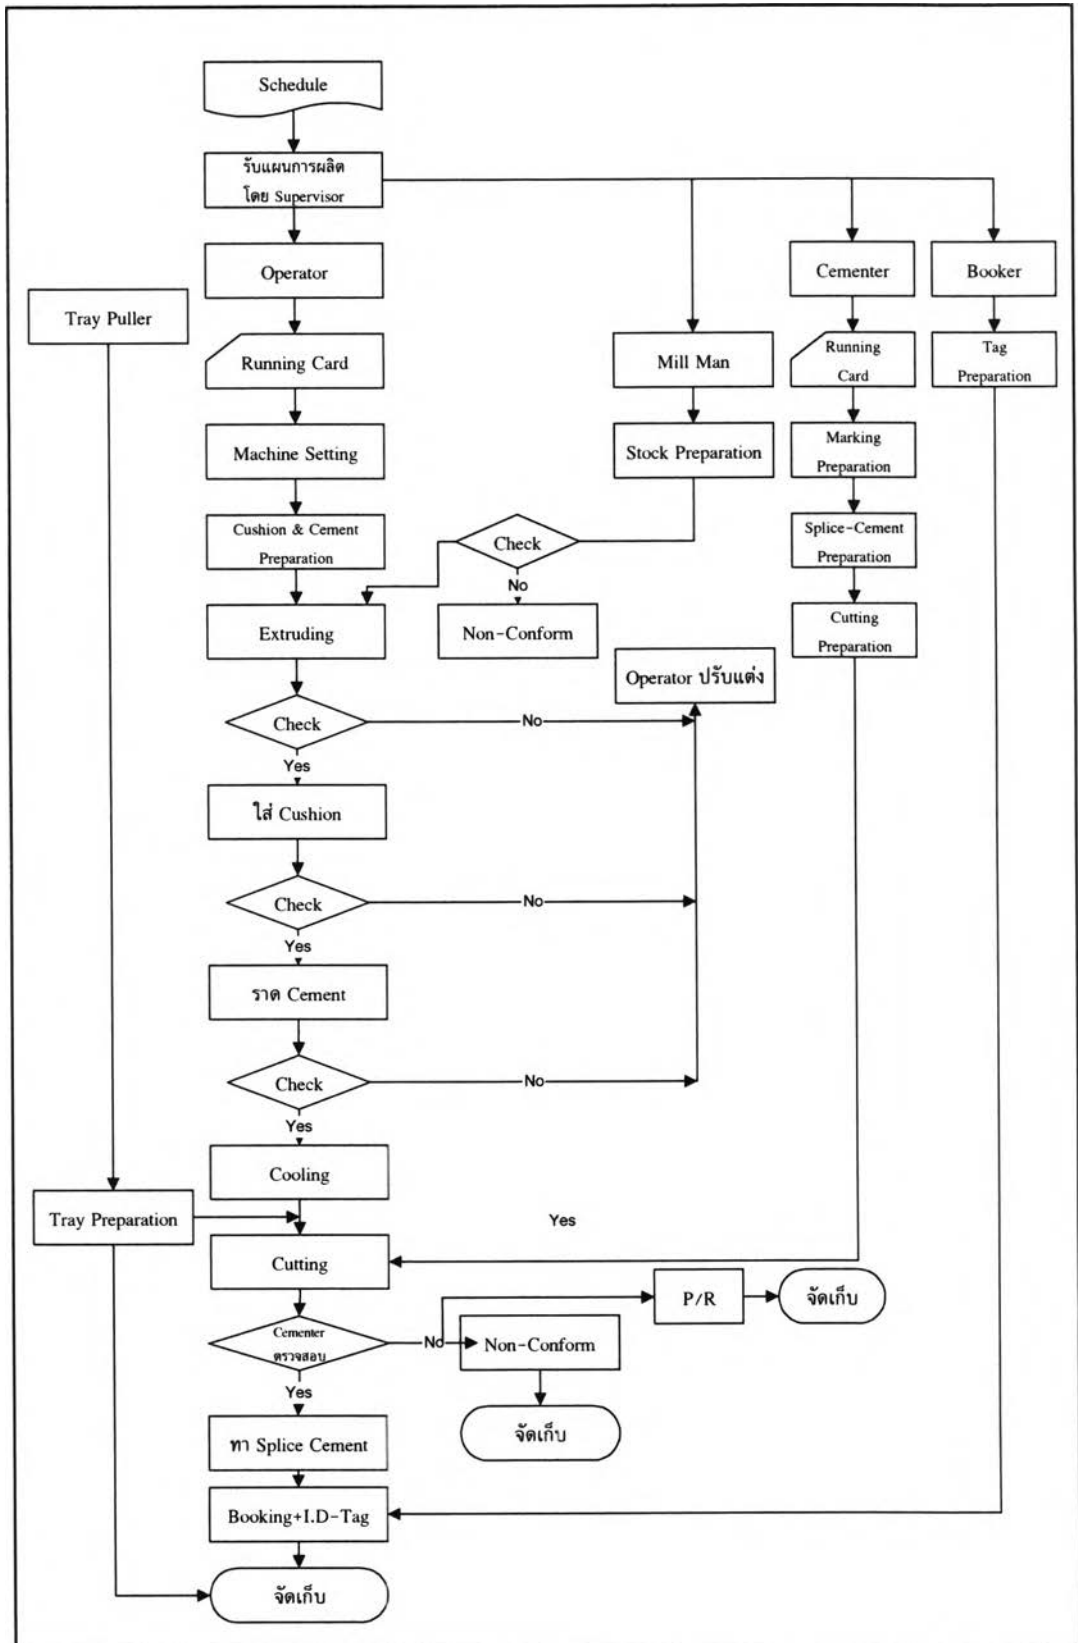 Schedule
รับแผนการผลิต
โดย Supervisor
Operator
Cementer
Booker
Tray Puller
Running Card
Mill Man
Running
Card
Tag
Preparation
Machine Setting
Stock Preparation
Marking
Preparation
Cushion & Cement
Preparation
Check
No
Splice-Cement
Preparation
Extruding
Non-Conform
Cutting
Preparation
Operator ปรับแต่ง
Check
No
Yes
ใส่ Cushion
Check
No
Yes
ราด Cement
Check
No
Yes
Cooling
Tray Preparation
Yes
Cutting
P/R
จัดเก็บ
Cementer
ตรวจสอบ
No
Non-Conform
Yes
จัดเก็บ
ทา Splice Cement
Booking+I.D-Tag
จัดเก็บ